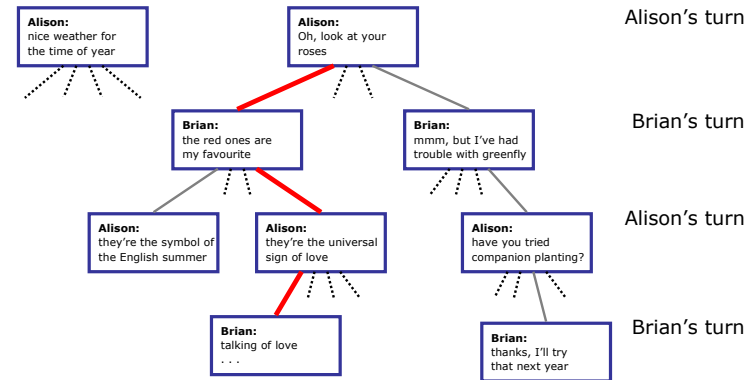 Alison:
nice weather for
the time of year
Alison:
Oh, look at your
roses
Alison’s turn
Brian:
the red ones are
my favourite
Brian:
mmm, but I’ve had
trouble with greenfly
Brian’s turn
Alison:
they’re the symbol of
the English summer
Alison:
they’re the universal
sign of love
Alison:
have you tried
companion planting?
Alison’s turn
Brian:
talking of love
. . .
Brian:
thanks, I’ll try
that next year
Brian’s turn